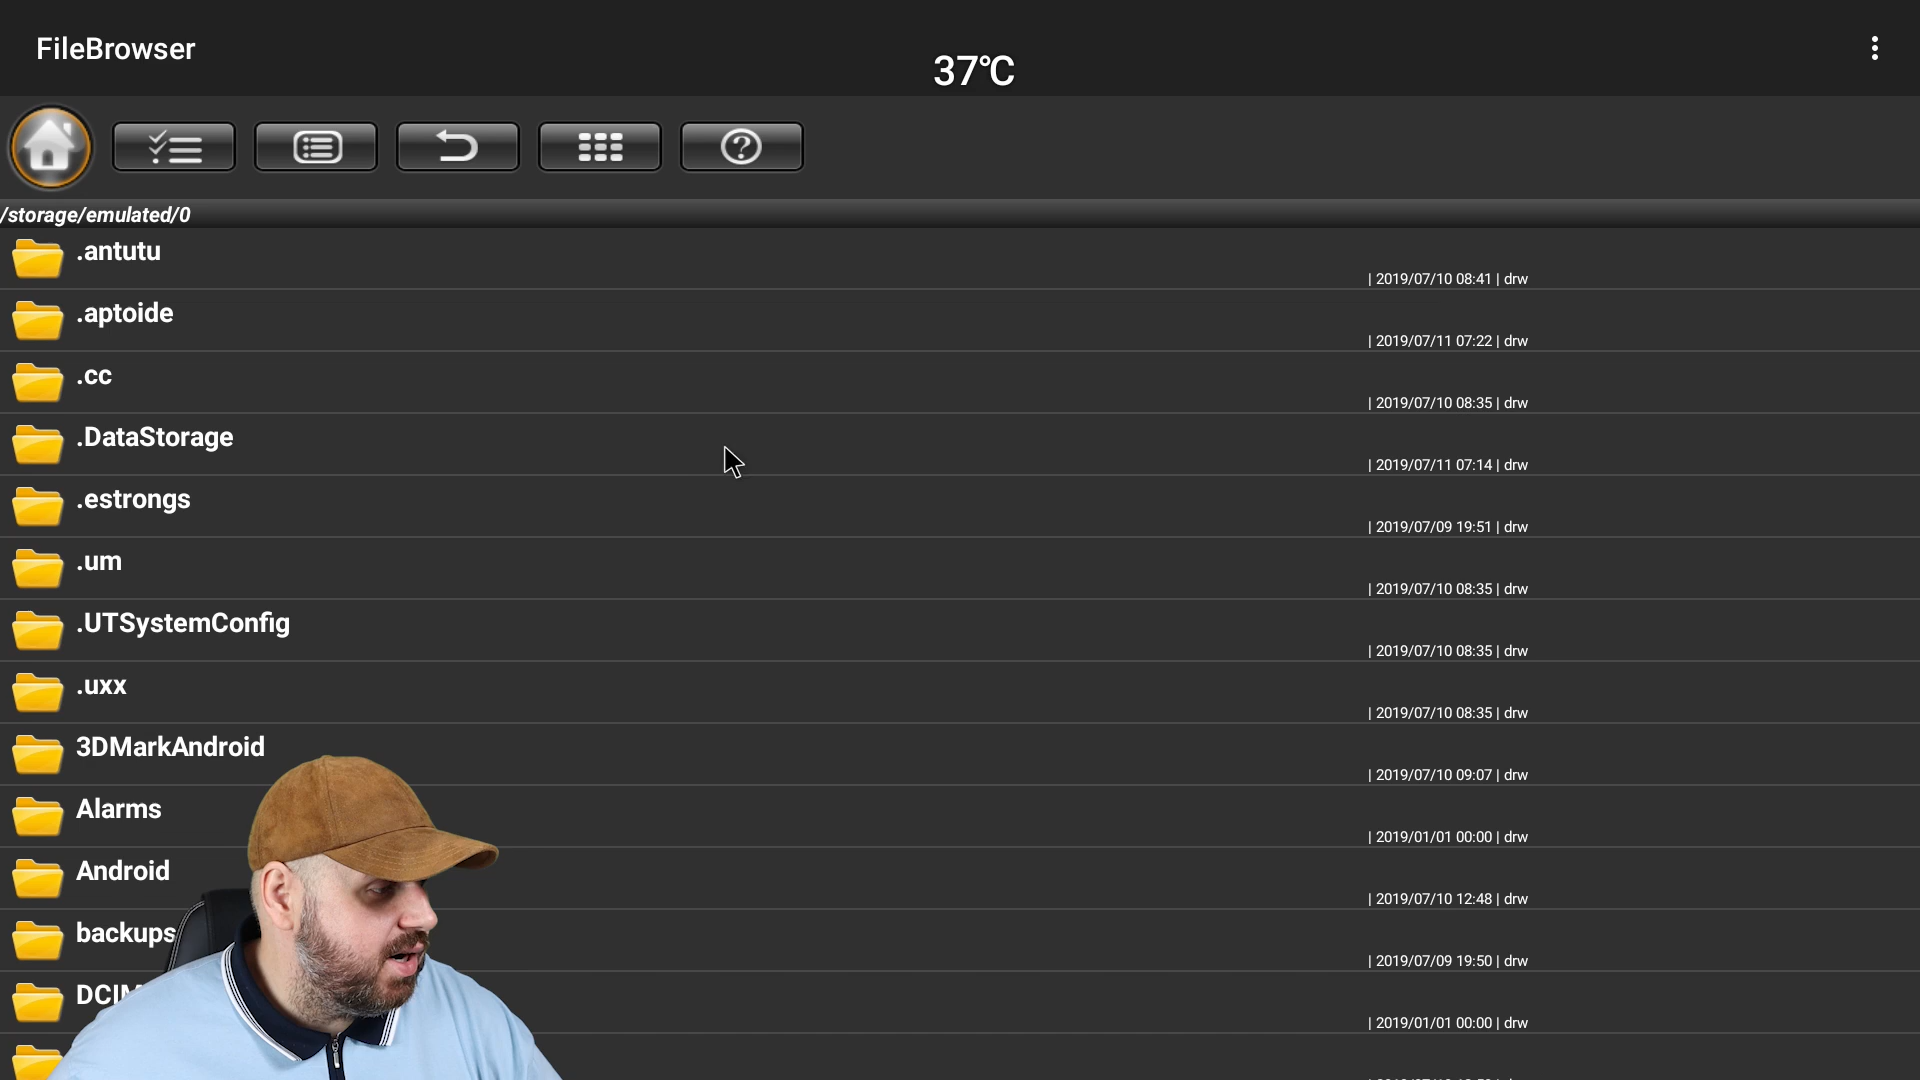 FileBrowser
37℃
/storage/emulated/0
.antutu
| 2019/07/10 08:41 | drw
.aptoide
| 2019/07/11 07:22 | drw
.cc
| 2019/07/10 08:35 | drw
.DataStorage
| 2019/07/11 07:14 | drw
.estrongs
| 2019/07/09 19:51 | drw
.um
| 2019/07/10 08:35 | drw
.UTSystemConfig
| 2019/07/10 08:35 | drw
.uxx
| 2019/07/10 08:35 | drw
3DMarkAndroid
| 2019/07/10 09:07 | drw
Alarms
| 2019/01/01 00:00 | drw
Android
| 2019/07/10 12:48 | drw
backups
| 2019/07/09 19:50 | drw
| 2019/01/01 00:00 | drw